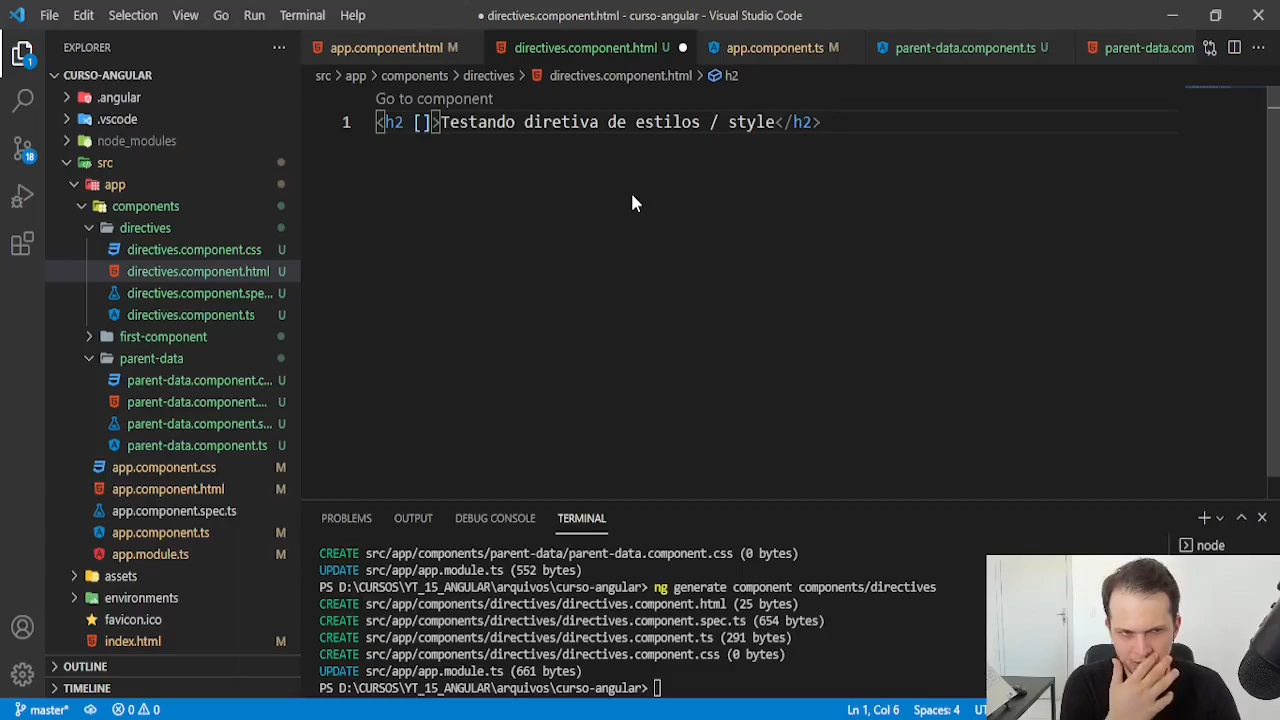 File Edit Selection View Go Run Terminal Help
● directives.component.html - curso-angular - Visual Studio Code
EXPLORER
app.component.html M
directives.component.html U
app.component.ts M
parent-data.component.ts U
parent-data.com
CURSO-ANGULAR
src > app > components > directives > directives.component.html > h2
.angular
.vscode
node_modules
src
app
components
directives
directives.component.css U
directives.component.html U
directives.component.spe... U
directives.component.ts U
first-component
parent-data
parent-data.component.c... U
parent-data.component.... U
parent-data.component.s... U
parent-data.component.ts U
app.component.css M
app.component.html M
app.component.spec.ts
app.component.ts M
app.module.ts M
assets
environments
favicon.ico
index.html M
OUTLINE
TIMELINE
Go to component
1 <h2 []>Testando diretiva de estilos / style</h2>
PROBLEMS OUTPUT DEBUG CONSOLE TERMINAL
node
CREATE src/app/components/parent-data/parent-data.component.css (0 bytes)
UPDATE src/app/app.module.ts (552 bytes)
PS D:\CURSOS\YT_15_ANGULAR\arquivos\curso-angular> ng generate component components/directives
CREATE src/app/components/directives/directives.component.html (25 bytes)
CREATE src/app/components/directives/directives.component.spec.ts (654 bytes)
CREATE src/app/components/directives/directives.component.ts (291 bytes)
CREATE src/app/components/directives/directives.component.css (0 bytes)
UPDATE src/app/app.module.ts (661 bytes)
PS D:\CURSOS\YT_15_ANGULAR\arquivos\curso-angular>
1
18
master* 0 0 Ln 1, Col 6 Spaces: 4 UT